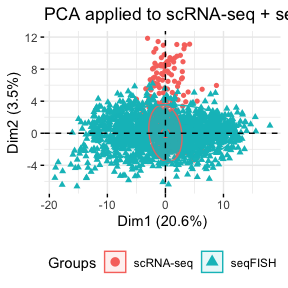 PCA applied to scRNA-seq + se
12
8
4
0
-4
Dim2 (3.5%)
-20
-10
0
10
Dim1 (20.6%)
Groups
scRNA-seq
seqFISH